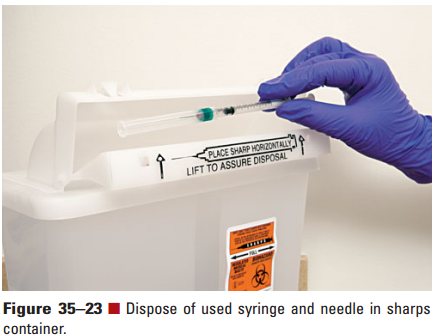 PLACE SHARP HORIZONTALLY
LIFT TO ASSURE DISPOSAL
FULL
Figure 35–23 ■ Dispose of used syringe and needle in sharps
container.